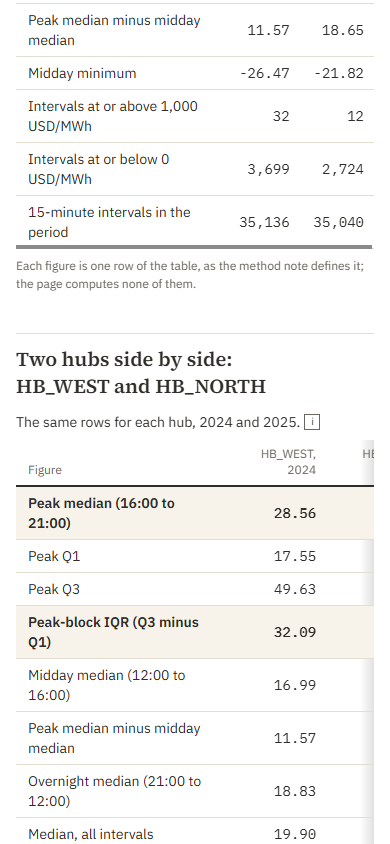 Peak median minus midday
median 11.57 18.65
Midday minimum -26.47 -21.82
Intervals at or above 1,000
USD/MWh 32 12
Intervals at or below 0
USD/MWh 3,699 2,724
15-minute intervals in the
period 35,136 35,040
Each figure is one row of the table, as the method note defines it;
the page computes none of them.
Two hubs side by side:
HB_WEST and HB_NORTH
The same rows for each hub, 2024 and 2025. i
Figure HB_WEST,
2024
Peak median (16:00 to
21:00) 28.56
Peak Q1 17.55
Peak Q3 49.63
Peak-block IQR (Q3 minus
Q1) 32.09
Midday median (12:00 to
16:00) 16.99
Peak median minus midday
median 11.57
Overnight median (21:00 to
12:00) 18.83
Median, all intervals 19.90